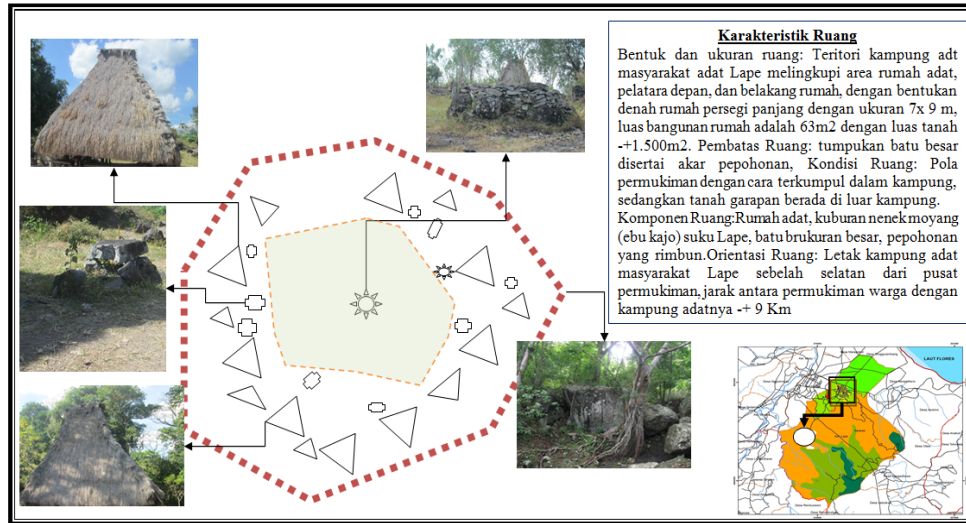 Karakteristik Ruang
Bentuk dan ukuran ruang: Teritori kampung adt
masyarakat adat Lape melingkupi area rumah adat,
pelatara depan, dan belakang rumah, dengan bentukan
denah rumah persegi panjang dengan ukuran 7x 9 m,
luas bangunan rumah adalah 63m2 dengan luas tanah
-+1.500m2. Pembatas Ruang: tumpukan batu besar
disertai akar pepohonan, Kondisi Ruang: Pola
permukiman dengan cara terkumpul dalam kampung,
sedangkan tanah garapan berada di luar kampung.
Komponen Ruang:Rumah adat, kuburan nenek moyang
(ebu kajo) suku Lape, batu brukuran besar, pepohonan
yang rimbun.Orientasi Ruang: Letak kampung adat
masyarakat Lape sebelah selatan dari pusat
permukiman, jarak antara permukiman warga dengan
kampung adatnya -+ 9 Km
LAUT FLORES